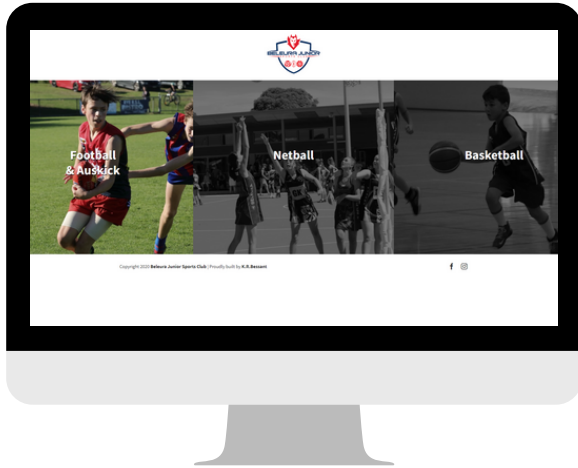 BELEURA JUNIOR
Football
& Auskick
Netball
Basketball
Copyright 2020 Beleura Junior Sports Club | Proudly built by H.R.Bessant